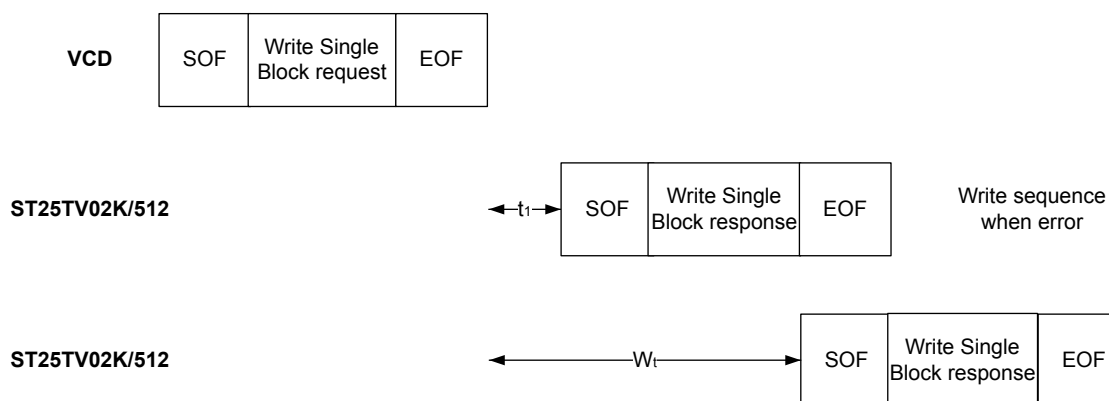 VCD
SOF
Write Single
Block request
EOF
ST25TV02K/512
t1
SOF
Write Single
Block response
EOF
Write sequence
when error
ST25TV02K/512
Wt
SOF
Write Single
Block response
EOF